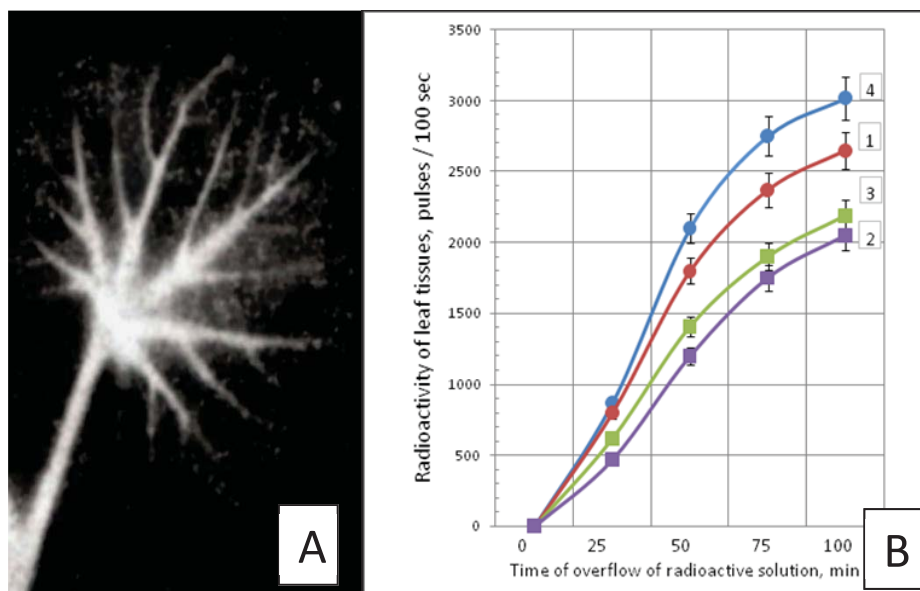 A
Radioactivity of leaf tissues, pulses / 100 sec
3500
3000
2500
2000
1500
1000
500
0
4
1
3
2
0 25 50 75 100
Time of overflow of radioactive solution, min
B